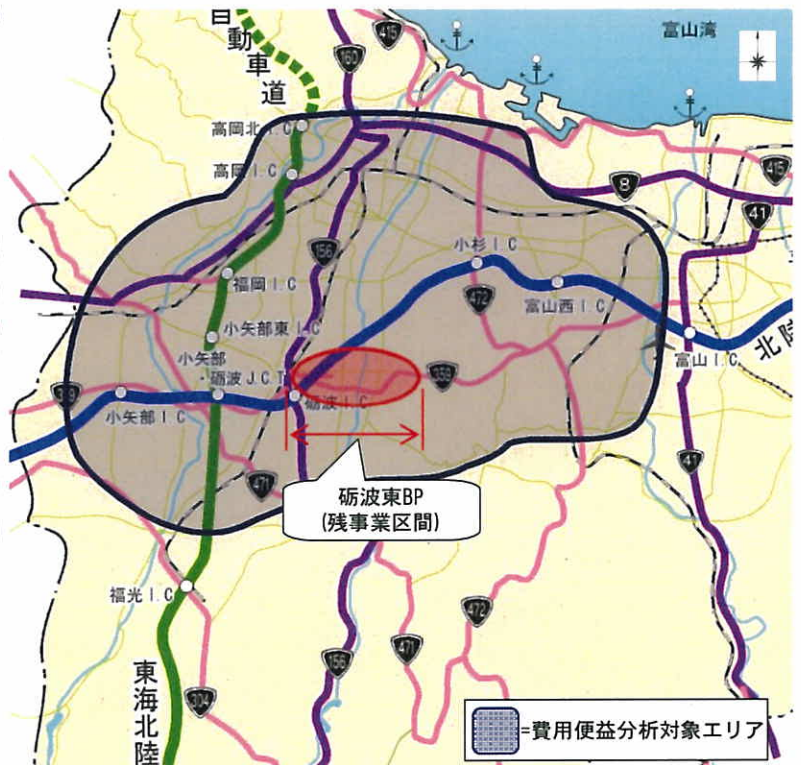 自動車道
富山湾
415
160
高岡北I.C
高岡I.C
8
415
41
156
小杉I.C
福岡I.C
472
富山西I.C
小矢部東I.C
小矢部
・砺波J.C.T
359
富山I.C
北陸
359
小矢部I.C
砺波I.C
471
41
砺波東BP
(残事業区間)
福光I.C
472
471
156
304
東海北陸
=費用便益分析対象エリア